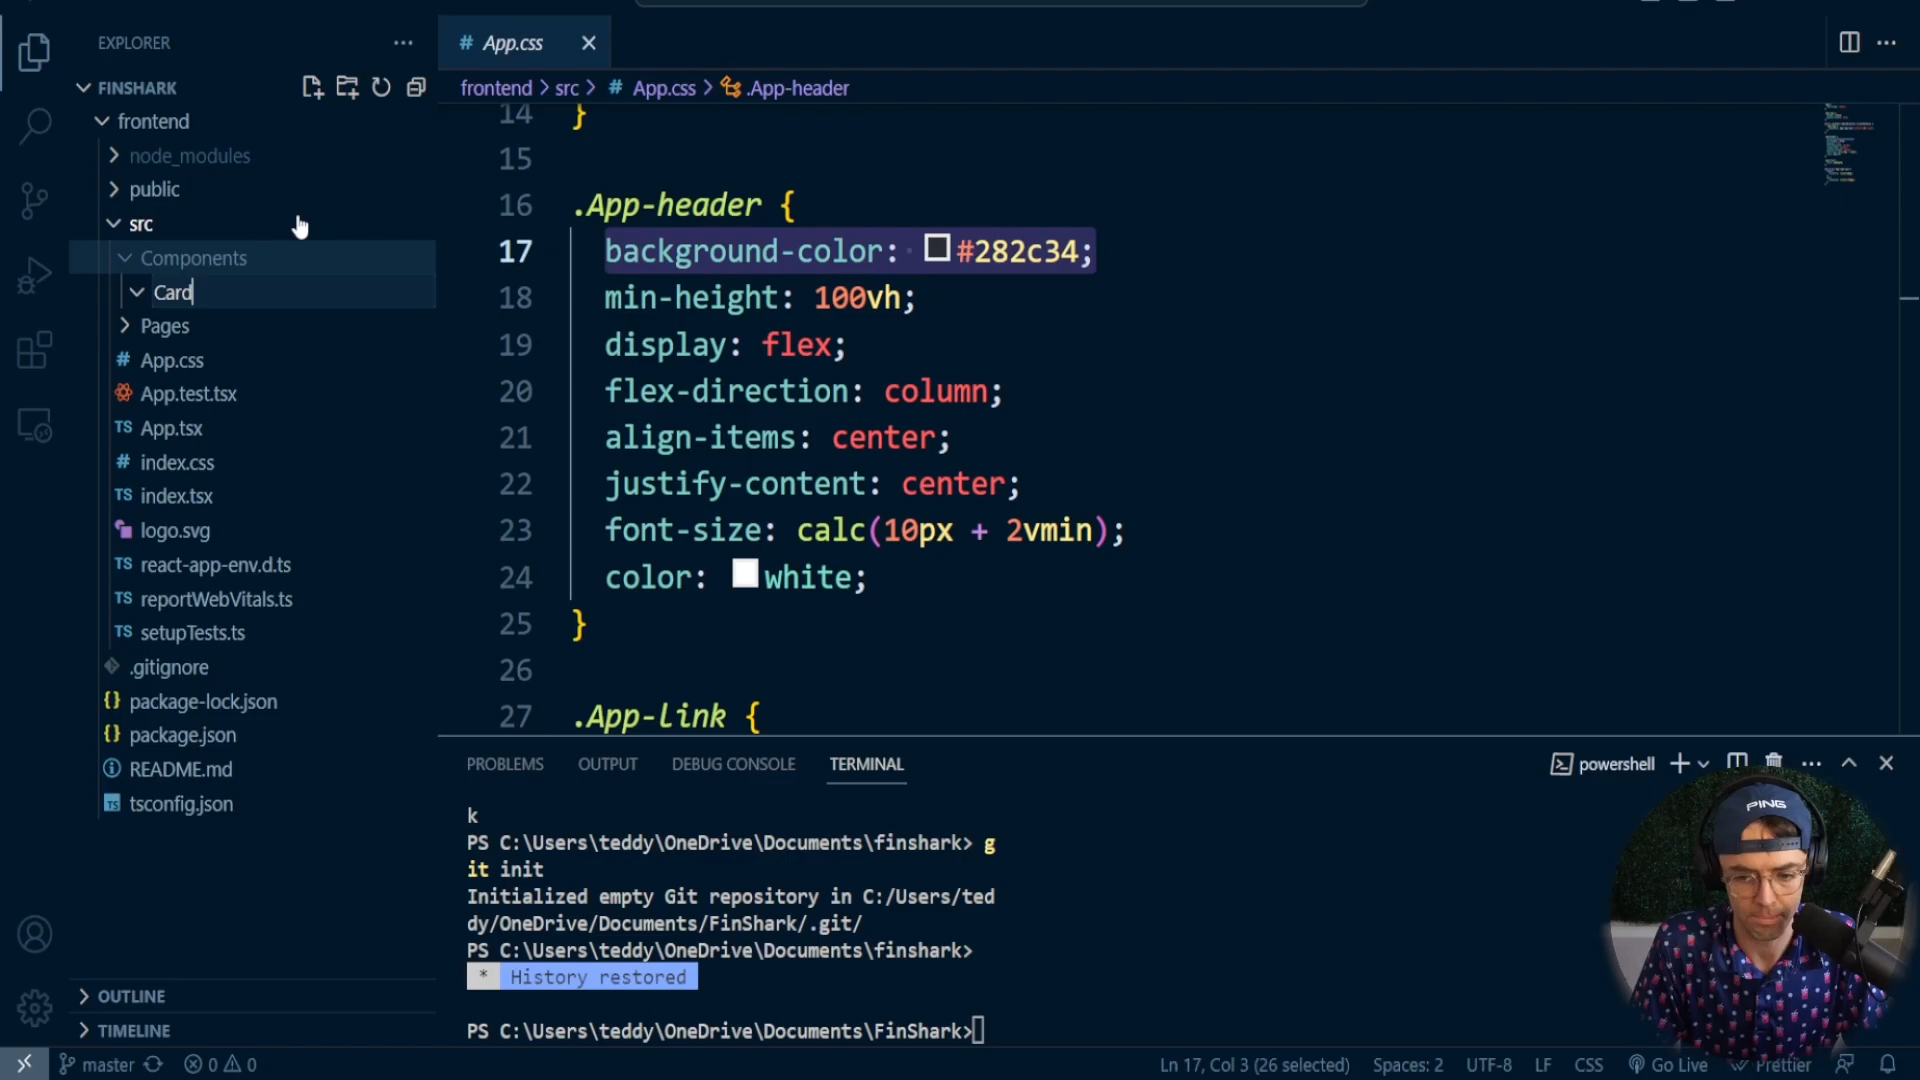 EXPLORER
FINSHARK
frontend
node_modules
public
src
Components
Card
Pages
# App.css
App.test.tsx
TS App.tsx
# index.css
TS index.tsx
logo.svg
TS react-app-env.d.ts
TS reportWebVitals.ts
TS setupTests.ts
.gitignore
{} package-lock.json
{} package.json
README.md
TS tsconfig.json
OUTLINE
TIMELINE
# App.css
frontend > src > # App.css > .App-header
14 }
15
16 .App-header {
17 background-color: #282c34;
18 min-height: 100vh;
19 display: flex;
20 flex-direction: column;
21 align-items: center;
22 justify-content: center;
23 font-size: calc(10px + 2vmin);
24 color: white;
25 }
26
27 .App-link {
PROBLEMS OUTPUT DEBUG CONSOLE TERMINAL
powershell
k
PS C:\Users\teddy\OneDrive\Documents\finshark> g
it init
Initialized empty Git repository in C:/Users/ted
dy/OneDrive/Documents/FinShark/.git/
PS C:\Users\teddy\OneDrive\Documents\finshark>
* History restored
PS C:\Users\teddy\OneDrive\Documents\FinShark>
PING
master 0 0 Ln 17, Col 3 (26 selected) Spaces: 2 UTF-8 LF CSS Go Live Prettier